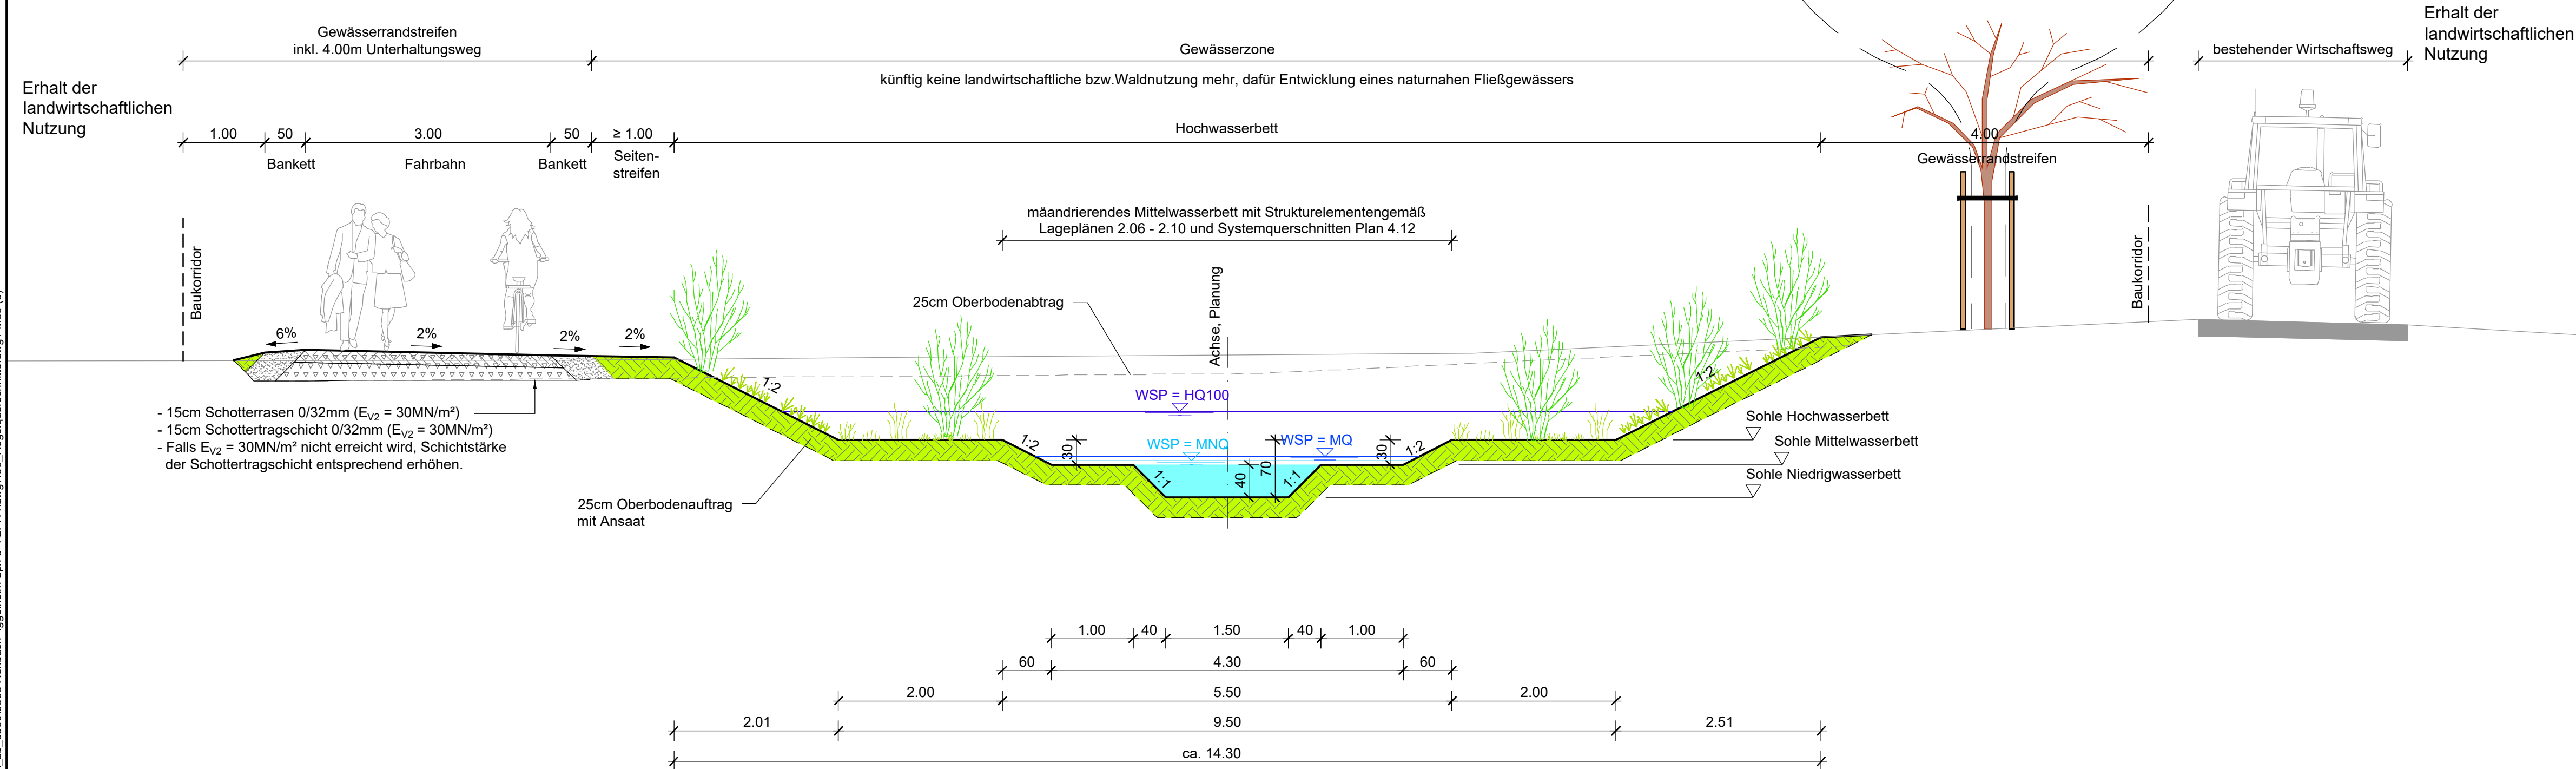 Gewässerrandstreifen
inkl. 4.00m Unterhaltungsweg
Gewässerzone
künftig keine landwirtschaftliche bzw.Waldnutzung mehr, dafür Entwicklung eines naturnahen Fließgewässers
bestehender Wirtschaftsweg
Erhalt der
landwirtschaftlichen
Nutzung
Erhalt der
landwirtschaftlichen
Nutzung
1.00
50
3.00
50
≥ 1.00
Hochwasserbett
4.00
Bankett
Fahrbahn
Bankett
Seiten-
streifen
Gewässerrandstreifen
mäandrierendes Mittelwasserbett mit Strukturelementengemäß
Lageplänen 2.06 - 2.10 und Systemquerschnitten Plan 4.12
Baukorridor
Achse, Planung
Baukorridor
25cm Oberbodenabtrag
6%
2%
2%
2%
1:2
1:2
WSP = HQ100
WSP = MNQ
WSP = MQ
1:2
30
70
30
1:2
1:1
40
1:1
Sohle Hochwasserbett
Sohle Mittelwasserbett
Sohle Niedrigwasserbett
- 15cm Schotterrasen 0/32mm (EV2 = 30MN/m²)
- 15cm Schottertragschicht 0/32mm (EV2 = 30MN/m²)
- Falls EV2 = 30MN/m² nicht erreicht wird, Schichtstärke
der Schottertragschicht entsprechend erhöhen.
25cm Oberbodenauftrag
mit Ansaat
1.00
40
1.50
40
1.00
60
4.30
60
2.00
5.50
2.00
2.01
9.50
2.51
ca. 14.30